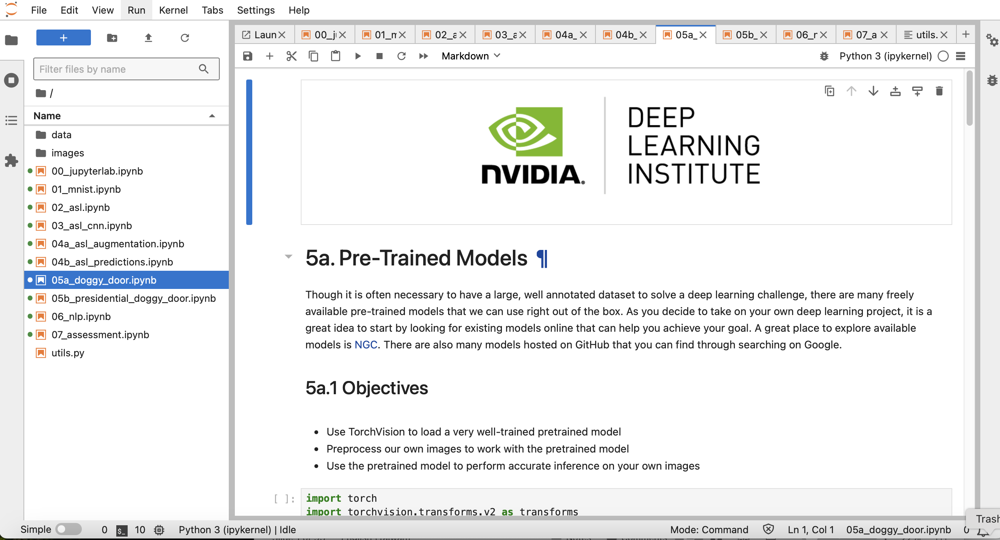 File Edit View Run Kernel Tabs Settings Help
Laun 00_j 01_m 02_a 03_a 04a_ 04b_ 05a_ 05b_ 06_r 07_a utils.
Markdown
Python 3 (ipykernel)
Filter files by name
/
Name
data
images
00_jupyterlab.ipynb
01_mnist.ipynb
02_asl.ipynb
03_asl_cnn.ipynb
04a_asl_augmentation.ipynb
04b_asl_predictions.ipynb
05a_doggy_door.ipynb
05b_presidential_doggy_door.ipynb
06_nlp.ipynb
07_assessment.ipynb
utils.py
NVIDIA.
DEEP
LEARNING
INSTITUTE
5a. Pre-Trained Models ¶
Though it is often necessary to have a large, well annotated dataset to solve a deep learning challenge, there are many freely
available pre-trained models that we can use right out of the box. As you decide to take on your own deep learning project, it is a
great idea to start by looking for existing models online that can help you achieve your goal. A great place to explore available
models is NGC. There are also many models hosted on GitHub that you can find through searching on Google.
5a.1 Objectives
• Use TorchVision to load a very well-trained pretrained model
• Preprocess our own images to work with the pretrained model
• Use the pretrained model to perform accurate inference on your own images
[ ]:
import torch
import torchvision.transforms.v2 as transforms
Trash
Simple 0 $_ 10 Python 3 (ipykernel) | Idle
Mode: Command Ln 1, Col 1 05a_doggy_door.ipynb 0